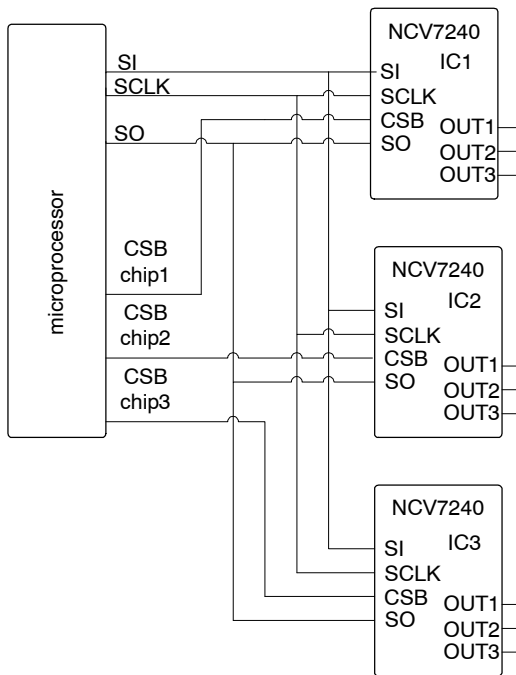 microprocessor
SI
SCLK
SO
CSB
chip1
CSB
chip2
CSB
chip3
NCV7240
IC1
SI
SCLK
CSB
SO
OUT1
OUT2
OUT3
NCV7240
IC2
SI
SCLK
CSB
SO
OUT1
OUT2
OUT3
NCV7240
IC3
SI
SCLK
CSB
SO
OUT1
OUT2
OUT3